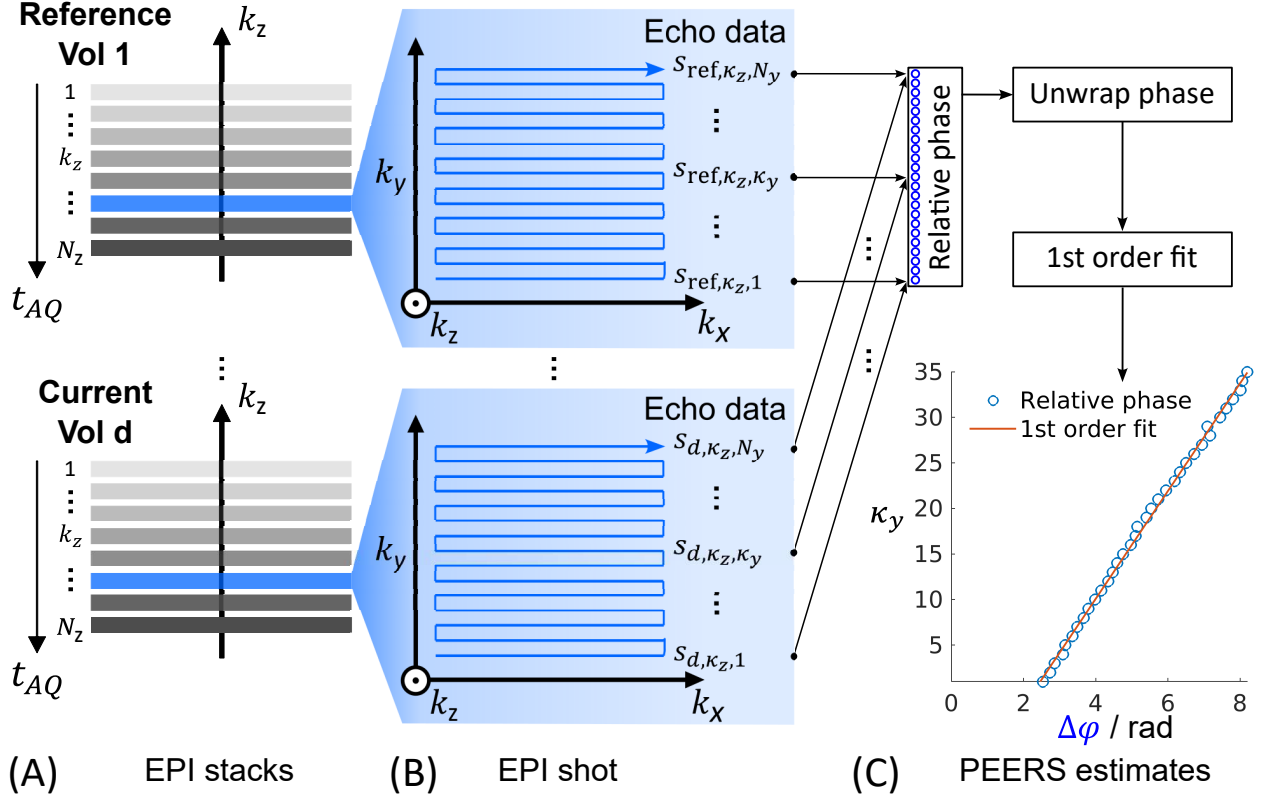 Reference
Vol 1
k_z
1
⋮
k_z
⋮
N_z
t_AQ
Echo data
s_ref,κ_z,N_y
⋮
s_ref,κ_z,κ_y
⋮
s_ref,κ_z,1
k_y
k_z
k_x
⋮
⋮
Current
Vol d
k_z
1
⋮
k_z
⋮
N_z
t_AQ
Echo data
s_d,κ_z,N_y
⋮
s_d,κ_z,κ_y
⋮
s_d,κ_z,1
k_y
k_z
k_x
Relative phase
⋮
⋮
Unwrap phase
1st order fit
Relative phase
1st order fit
κ_y
35
30
25
20
15
10
5
0 2 4 6 8
Δφ / rad
(A) EPI stacks
(B) EPI shot
(C) PEERS estimates